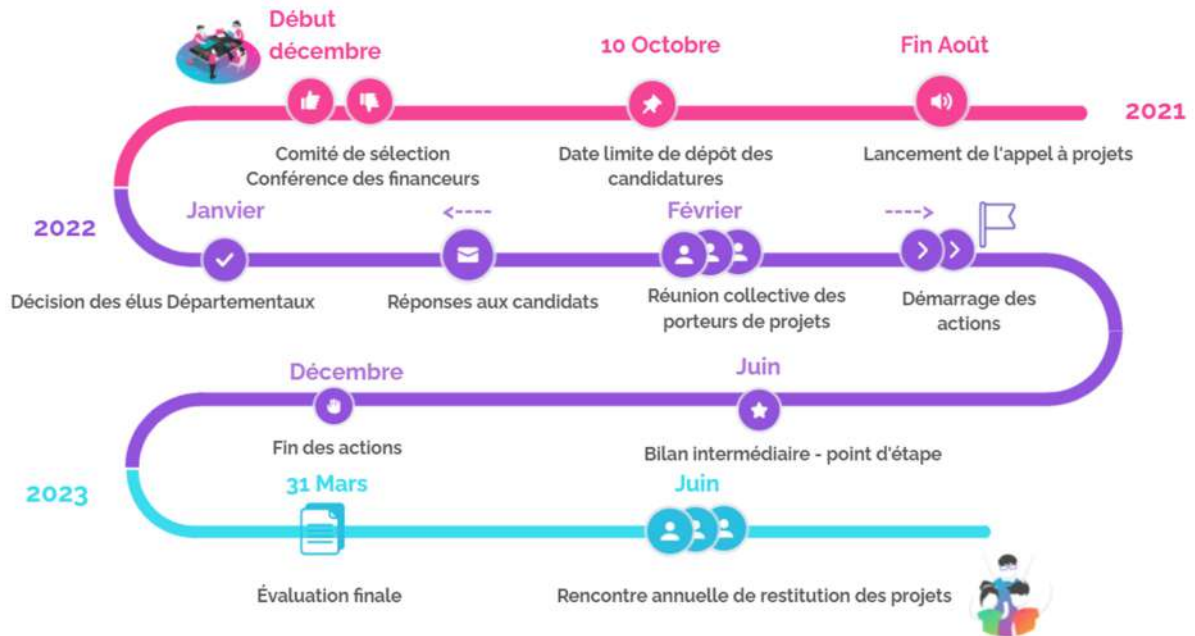 Début
décembre
10 Octobre
Fin Août
2021
Comité de sélection
Conférence des financeurs
Date limite de dépôt des
candidatures
Lancement de l'appel à projets
2022
Janvier
<----
Février
---->
Décision des élus Départementaux
Réponses aux candidats
Réunion collective des
porteurs de projets
Démarrage des
actions
Décembre
Juin
Fin des actions
Bilan intermédiaire - point d'étape
2023
31 Mars
Juin
Évaluation finale
Rencontre annuelle de restitution des projets